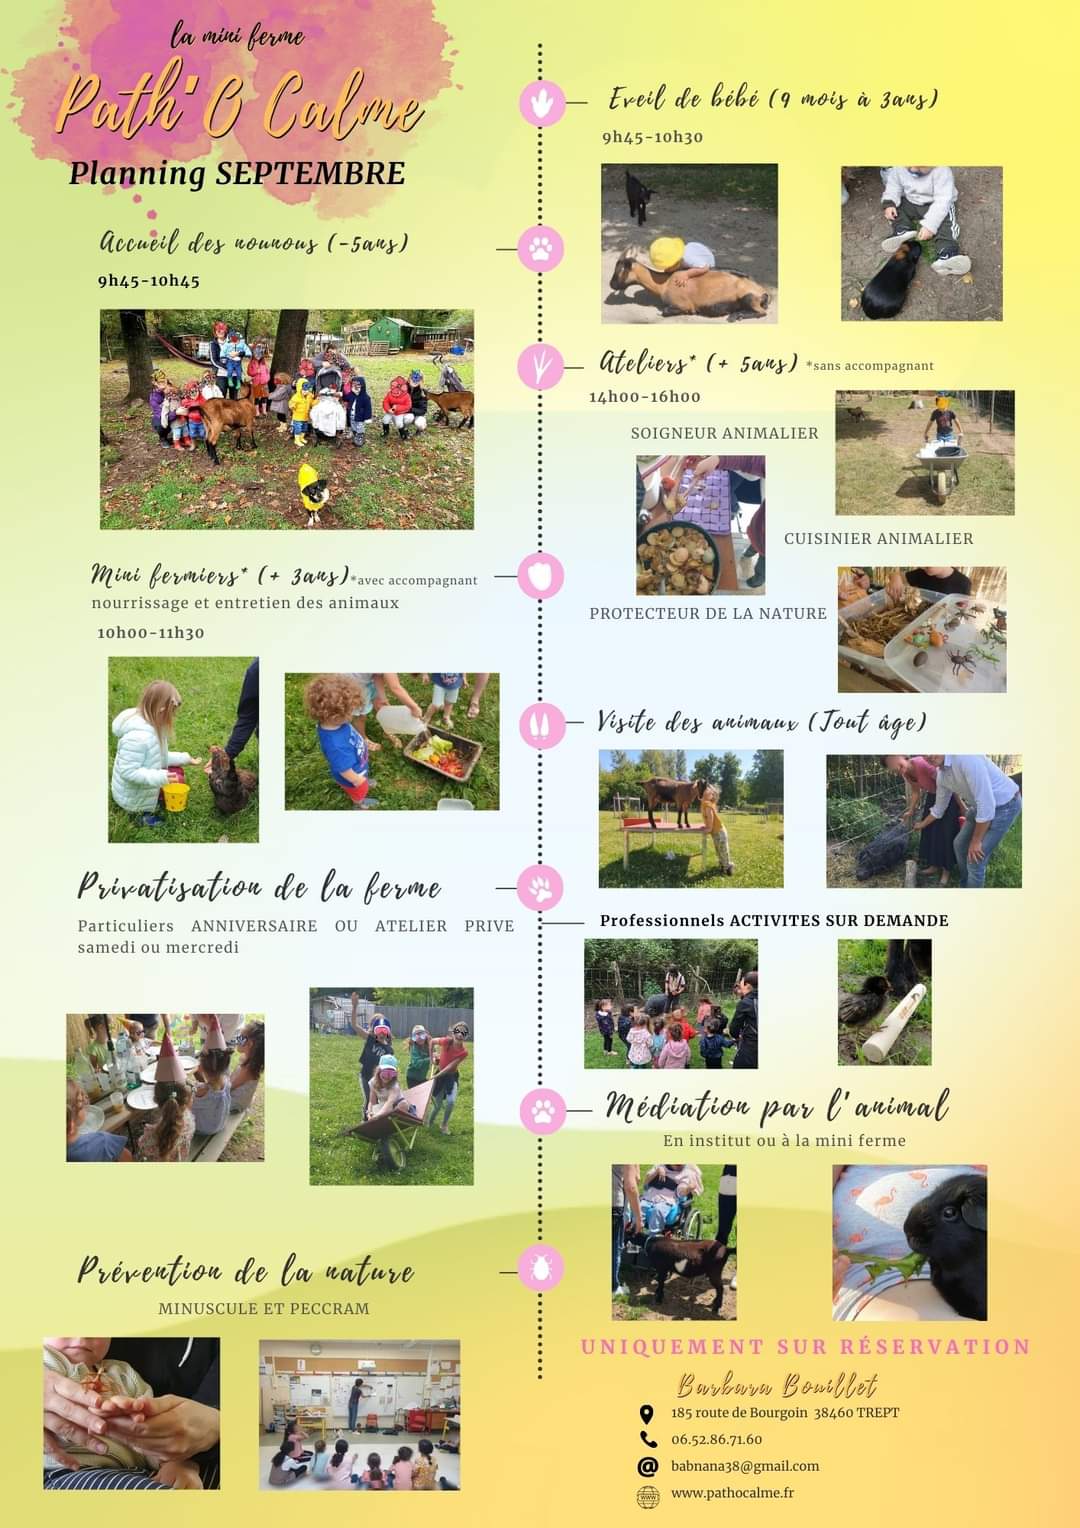 la mini ferme
Path'O Calme
Planning SEPTEMBRE
Accueil des nounous (-5ans)
9h45-10h45
Eveil de bébé (9 mois à 3ans)
9h45-10h30
Ateliers* (+ 5ans) *sans accompagnant
14h00-16h00
SOIGNEUR ANIMALIER
CUISINIER ANIMALIER
PROTECTEUR DE LA NATURE
Mini fermiers* (+ 3ans)*avec accompagnant
nourrissage et entretien des animaux
10h00-11h30
Visite des animaux (Tout âge)
Privatisation de la ferme
Particuliers ANNIVERSAIRE OU ATELIER PRIVE
samedi ou mercredi
Professionnels ACTIVITES SUR DEMANDE
Médiation par l'animal
En institut ou à la mini ferme
Prévention de la nature
MINUSCULE ET PECCRAM
UNIQUEMENT SUR RÉSERVATION
Barbara Bouillet
185 route de Bourgoin 38460 TREPT
06.52.86.71.60
babnana38@gmail.com
www.pathocalme.fr